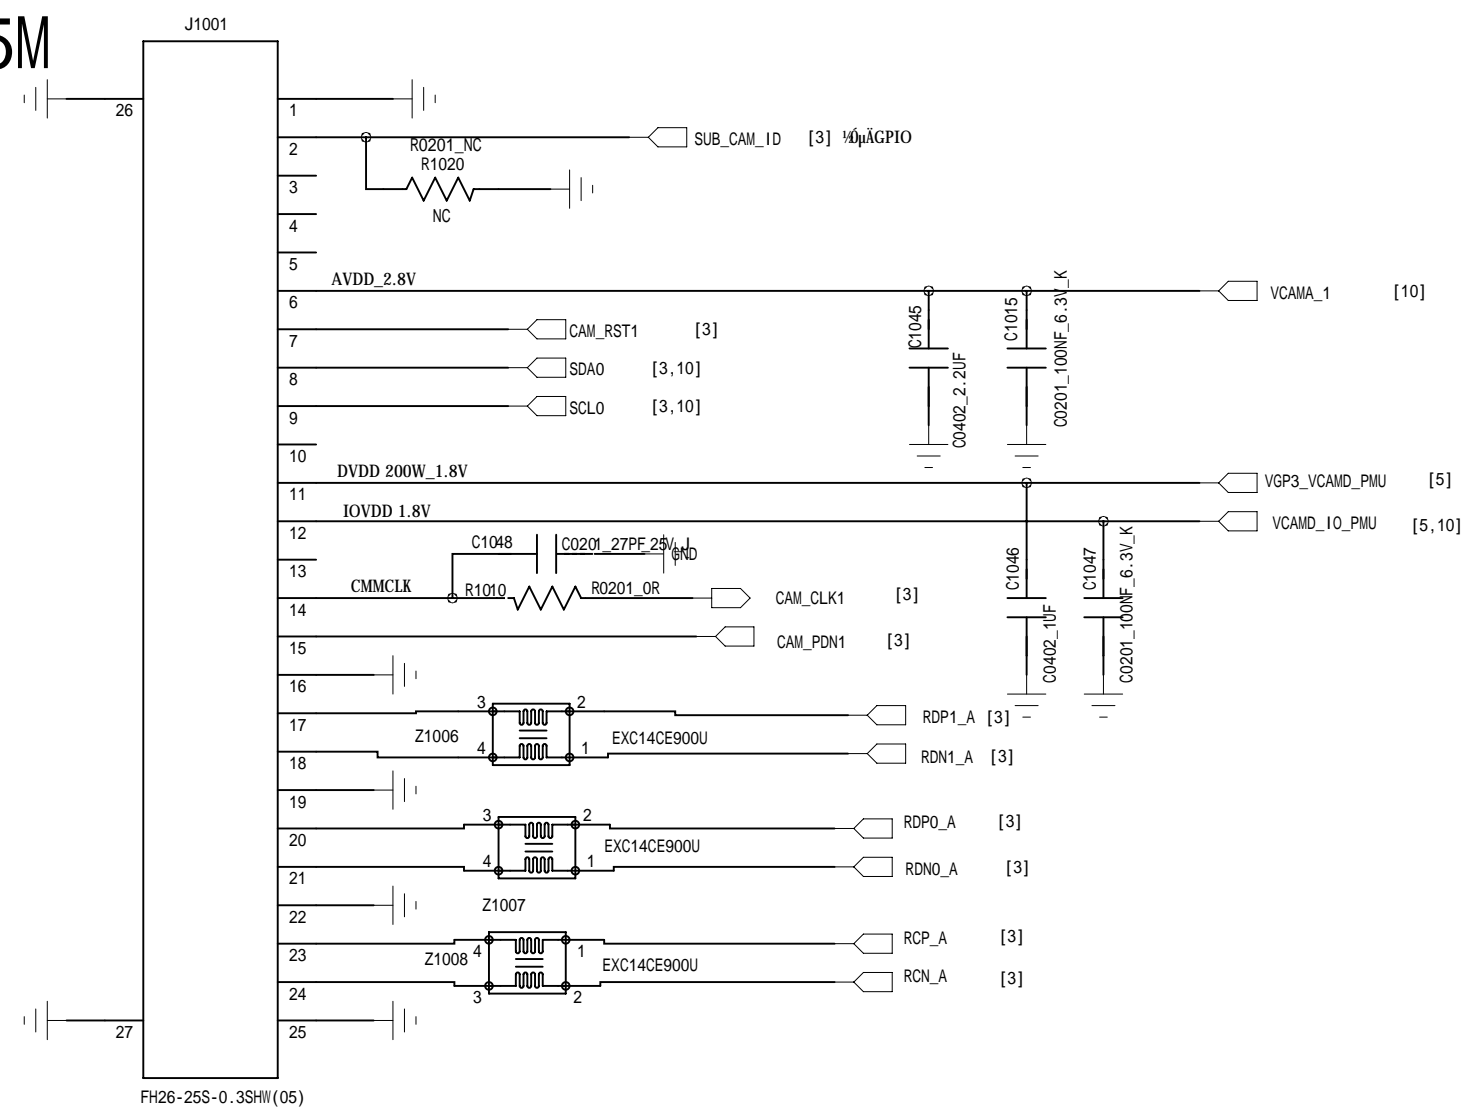 5M
J1001
26
1
2
SUB_CAM_ID [3] ½ÓµÄGPIO
R0201_NC
R1020
NC
3
4
5
AVDD_2.8V
6
VCAMA_1 [10]
C1045
C0402_2.2UF
C1015
C0201_100NF_6.3V_K
7
CAM_RST1 [3]
8
SDA0 [3,10]
9
SCL0 [3,10]
10
DVDD 200W_1.8V
11
VGP3_VCAMD_PMU [5]
IOVDD 1.8V
12
VCAMD_IO_PMU [5,10]
C1046
C0402_1UF
C1047
C0201_100NF_6.3V_K
13
C1048
C0201_27PF_25V_J
GND
CMMCLK
14
R1010
R0201_0R
CAM_CLK1 [3]
15
CAM_PDN1 [3]
16
17
3
2
RDP1_A [3]
Z1006
EXC14CE900U
18
4
1
RDN1_A [3]
19
20
3
2
RDP0_A [3]
EXC14CE900U
21
4
1
RDN0_A [3]
22
Z1007
23
4
1
RCP_A [3]
Z1008
EXC14CE900U
24
3
2
RCN_A [3]
27
25
FH26-25S-0.3SHW(05)